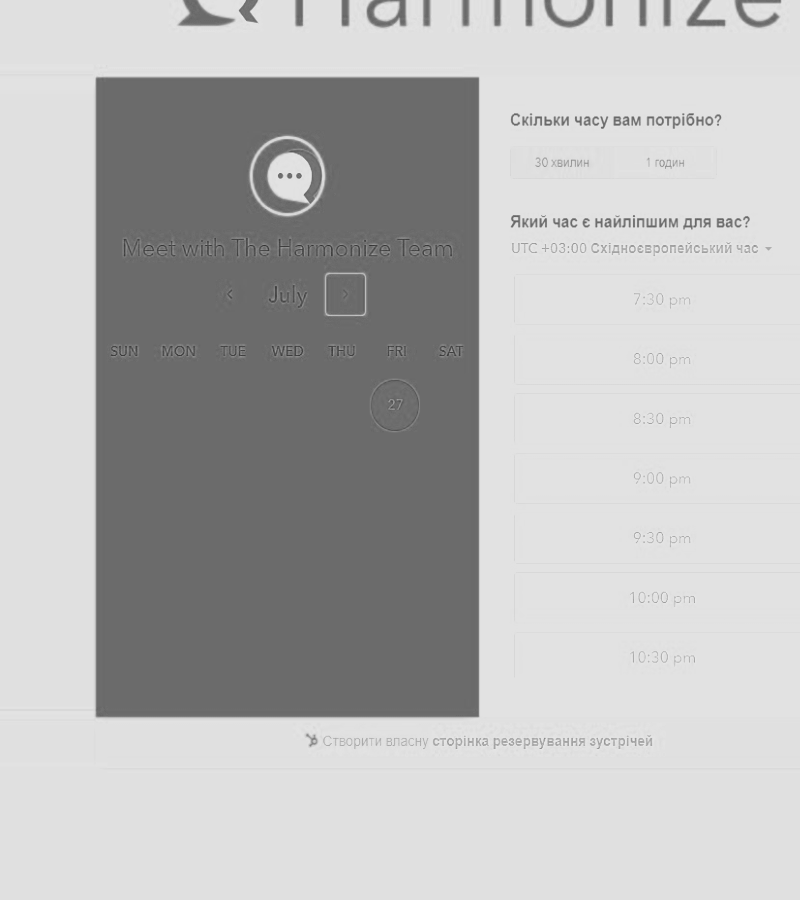 Harmonize
Meet with The Harmonize Team
July
SUN MON TUE WED THU FRI SAT
27
Скільки часу вам потрібно?
30 хвилин 1 годин
Який час є найліпшим для вас?
UTC +03:00 Східноєвропейський час
7:30 pm
8:00 pm
8:30 pm
9:00 pm
9:30 pm
10:00 pm
10:30 pm
Створити власну сторінка резервування зустрічей